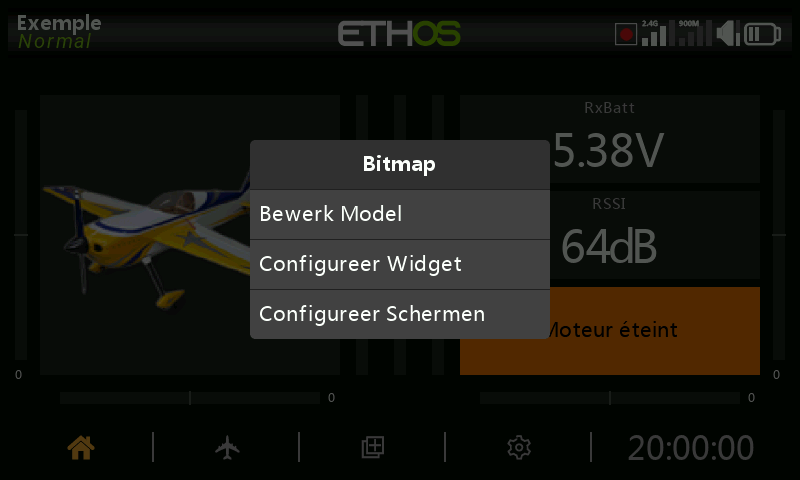 Exemple
Normal
ETHOS
2.4G
900M
RxBatt
5.38V
RSSI
64dB
Moteur éteint
Bitmap
Bewerk Model
Configureer Widget
Configureer Schermen
0
0
0
0
20:00:00